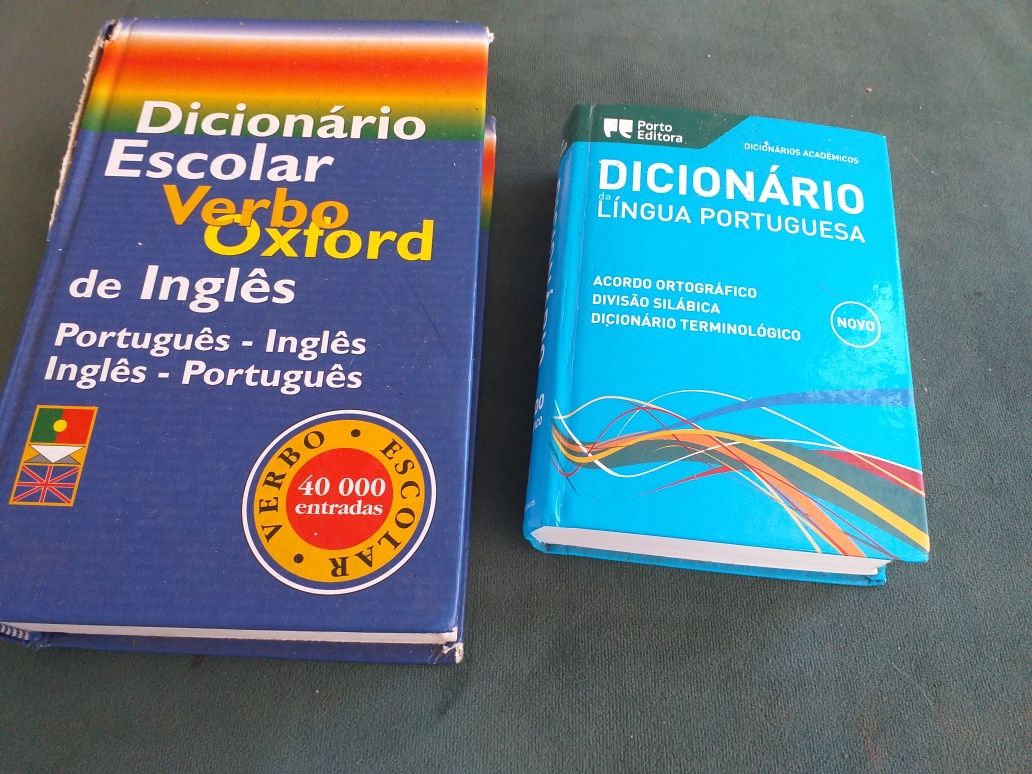 Dicionário
Escolar
Verbo
Oxford
de Inglês
Português - Inglês
Inglês - Português
VERBO • ESCOLAR •
40 000
entradas
Porto
Editora
DICIONÁRIOS ACADÉMICOS
DICIONÁRIO
da
LÍNGUA PORTUGUESA
ACORDO ORTOGRÁFICO
DIVISÃO SILÁBICA
DICIONÁRIO TERMINOLÓGICO
NOVO